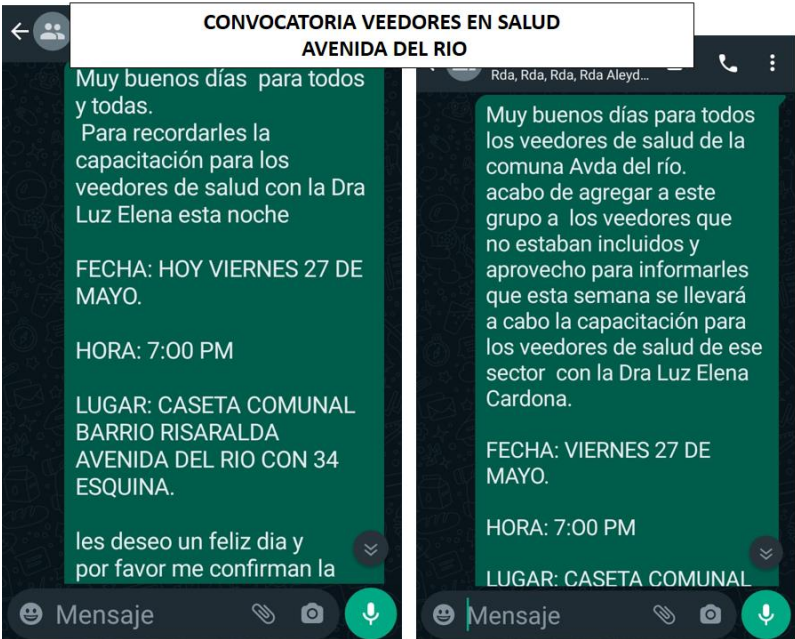 CONVOCATORIA VEEDORES EN SALUD
AVENIDA DEL RIO
Muy buenos días para todos
y todas.
Para recordarles la
capacitación para los
veedores de salud con la Dra
Luz Elena esta noche
FECHA: HOY VIERNES 27 DE
MAYO.
HORA: 7:O0 PM
LUGAR: CASETA COMUNAL
BARRIO RISARALDA
AVENIDA DEL RIO CON 34
ESQUINA.
les deseo un feliz dia y
por favor me confirman la
Mensaje
Rda, Rda, Rda, Rda Aleyd...
Muy buenos días para todos
los veedores de salud de la
comuna Avda del río.
acabo de agregar a este
grupo a los veedores que
no estaban incluidos y
aprovecho para informarles
que esta semana se llevará
a cabo la capacitación para
los veedores de salud de ese
sector con la Dra Luz Elena
Cardona.
FECHA: VIERNES 27 DE
MAYO.
HORA: 7:O0 PM
LUGAR: CASETA COMUNAL
Mensaje